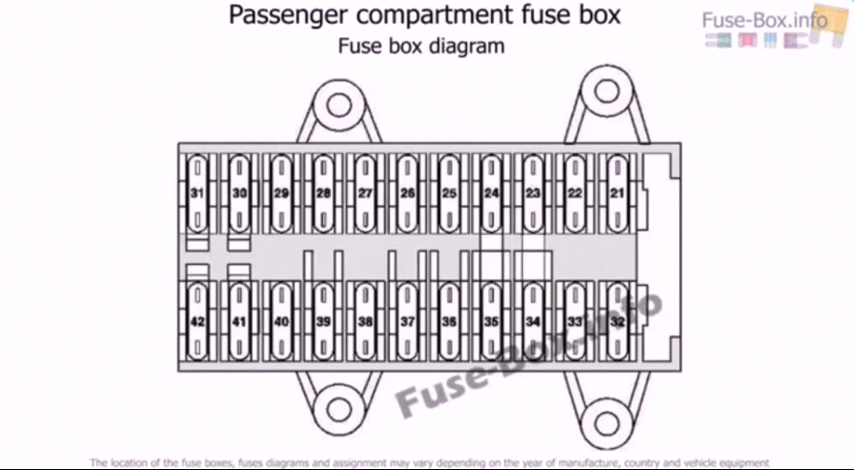 Passenger compartment fuse box
Fuse-Box.info
Fuse box diagram
31 30 29 28 27 26 25 24 23 22 21
42 41 40 39 38 37 36 35 34 33 32
Fuse-Box.info
The location of the fuse boxes, fuses diagrams and assignment may vary depending on the year of manufacture, country and vehicle equipment